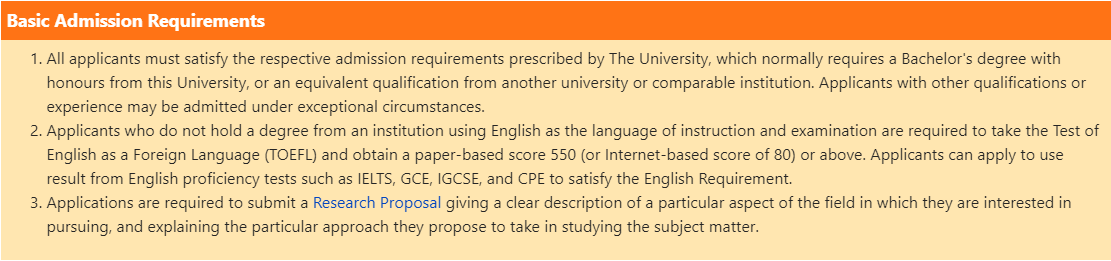 Basic Admission Requirements
1. All applicants must satisfy the respective admission requirements prescribed by The University, which normally requires a Bachelor's degree with
honours from this University, or an equivalent qualification from another university or comparable institution. Applicants with other qualifications or
experience may be admitted under exceptional circumstances.
2. Applicants who do not hold a degree from an institution using English as the language of instruction and examination are required to take the Test of
English as a Foreign Language (TOEFL) and obtain a paper-based score 550 (or Internet-based score of 80) or above. Applicants can apply to use
result from English proficiency tests such as IELTS, GCE, IGCSE, and CPE to satisfy the English Requirement.
3. Applications are required to submit a Research Proposal giving a clear description of a particular aspect of the field in which they are interested in
pursuing, and explaining the particular approach they propose to take in studying the subject matter.